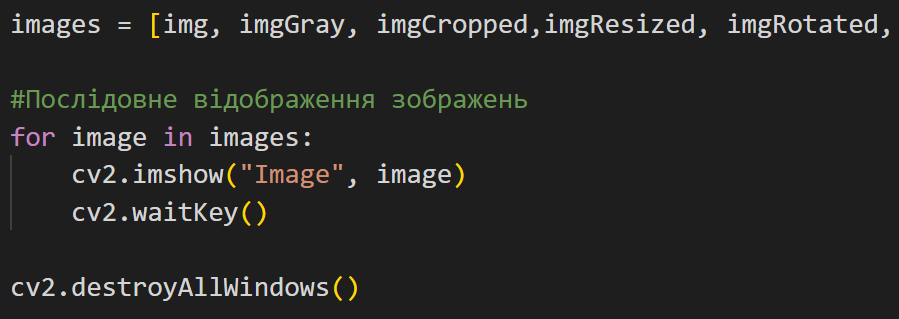 images = [img, imgGray, imgCropped,imgResized, imgRotated,
#Послідовне відображення зображень
for image in images:
    cv2.imshow("Image", image)
    cv2.waitKey()
cv2.destroyAllWindows()